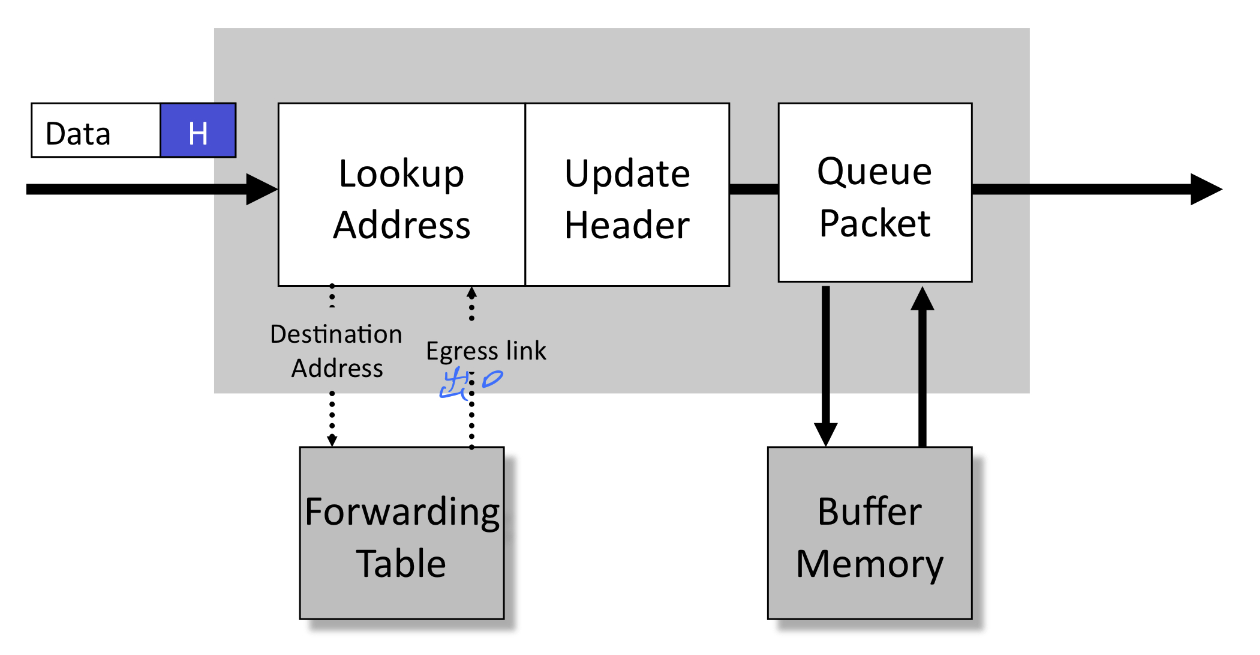 Data H
Lookup
Address
Update
Header
Queue
Packet
Destination
Address
Egress link
出口
Forwarding
Table
Buffer
Memory